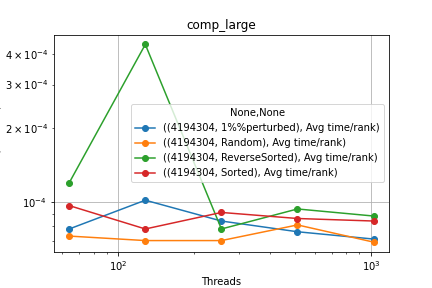 comp_large
4 × 10⁻⁴
3 × 10⁻⁴
2 × 10⁻⁴
10⁻⁴
None,None
((4194304, 1%%perturbed), Avg time/rank)
((4194304, Random), Avg time/rank)
((4194304, ReverseSorted), Avg time/rank)
((4194304, Sorted), Avg time/rank)
10² 10³
Threads